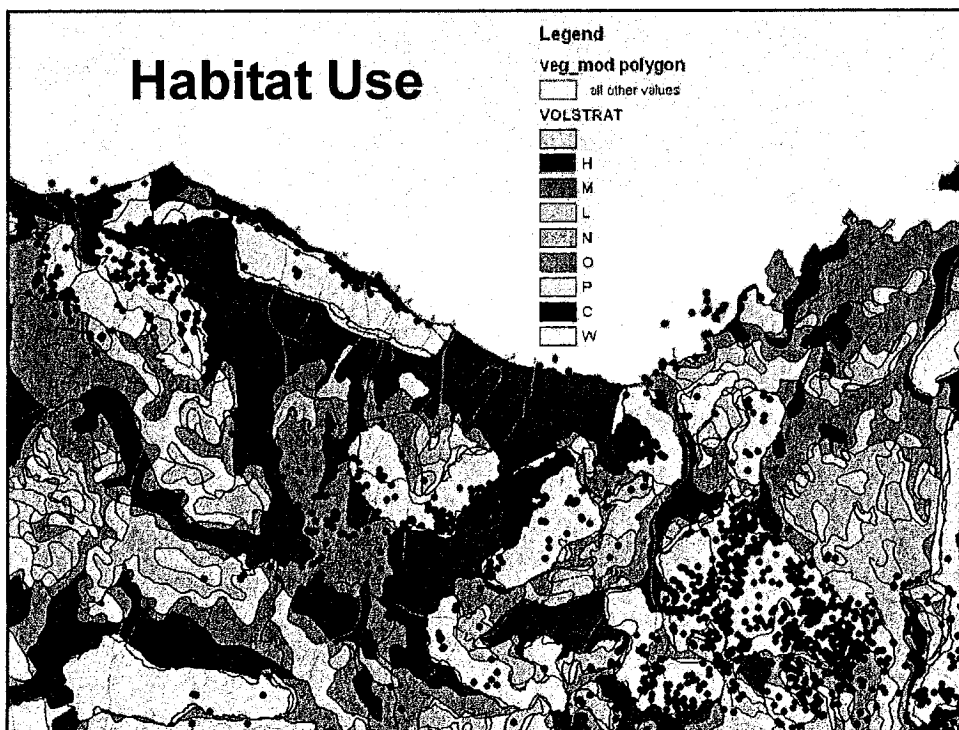 Habitat Use
Legend
veg_mod polygon
all other values
VOLSTRAT
H
M
L
N
O
P
C
W